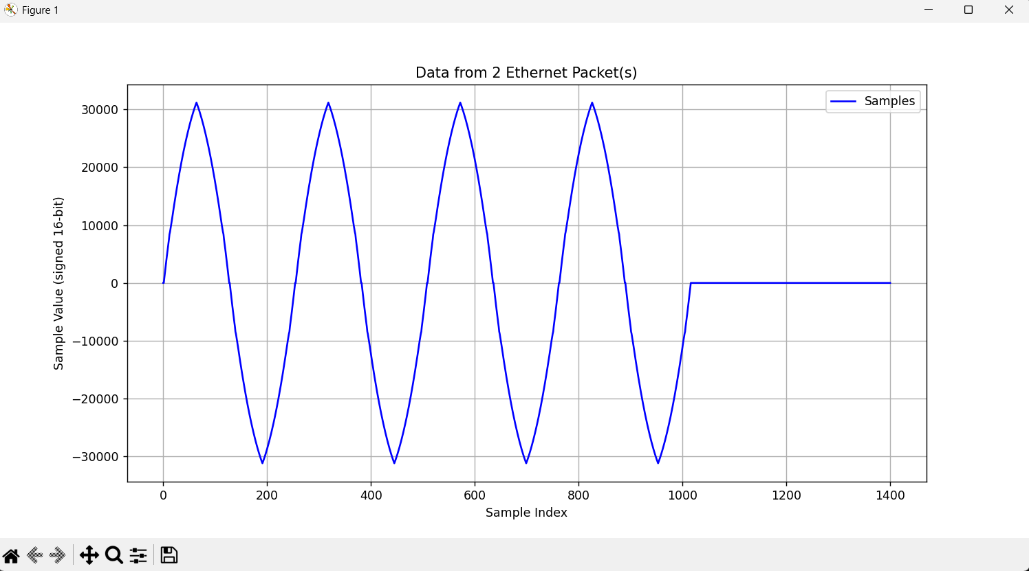 Figure 1
Data from 2 Ethernet Packet(s)
Samples
30000
20000
10000
0
−10000
−20000
−30000
Sample Value (signed 16-bit)
0 200 400 600 800 1000 1200 1400
Sample Index